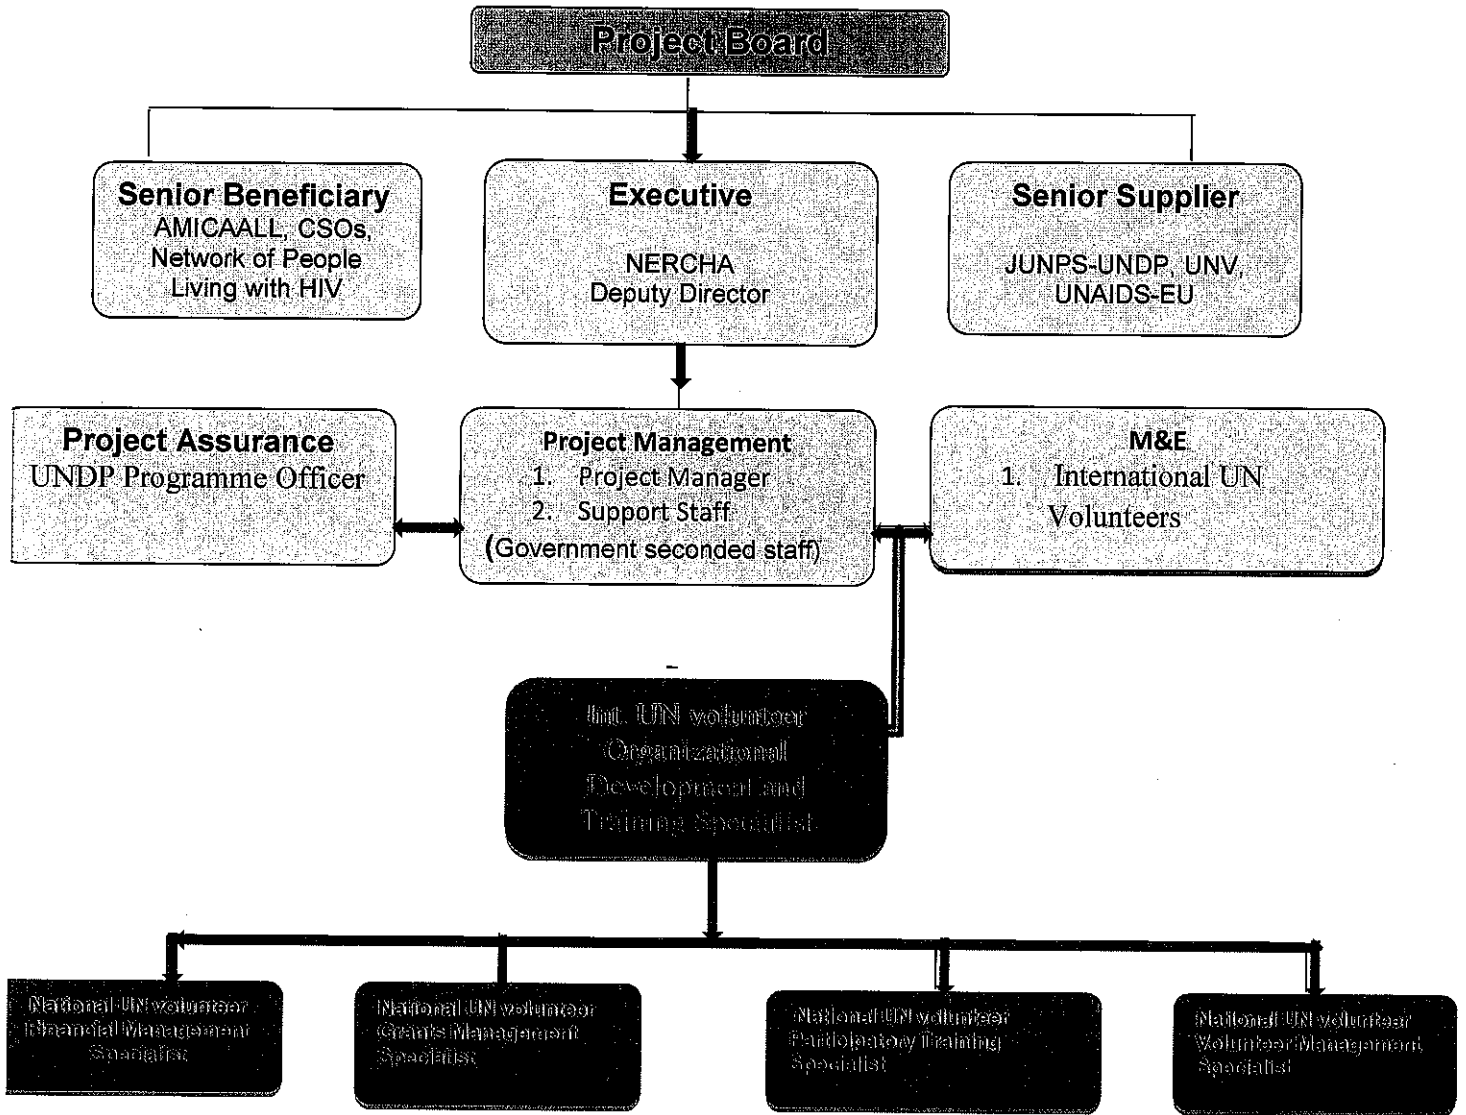 Project Board
Senior Beneficiary
AMICAALL, CSOs,
Network of People
Living with HIV
Executive
NERCHA
Deputy Director
Senior Supplier
JUNPS-UNDP, UNV,
UNAIDS-EU
Project Assurance
UNDP Programme Officer
Project Management
1. Project Manager
2. Support Staff
(Government seconded staff)
M&E
1. International UN
Volunteers
Int. UN volunteer
Organizational
Development and
Training Specialist
National UN volunteer
Financial Management
Specialist
National UN volunteer
Grants Management
Specialist
National UN volunteer
Participatory Training
Specialist
National UN volunteer
Volunteer Management
Specialist